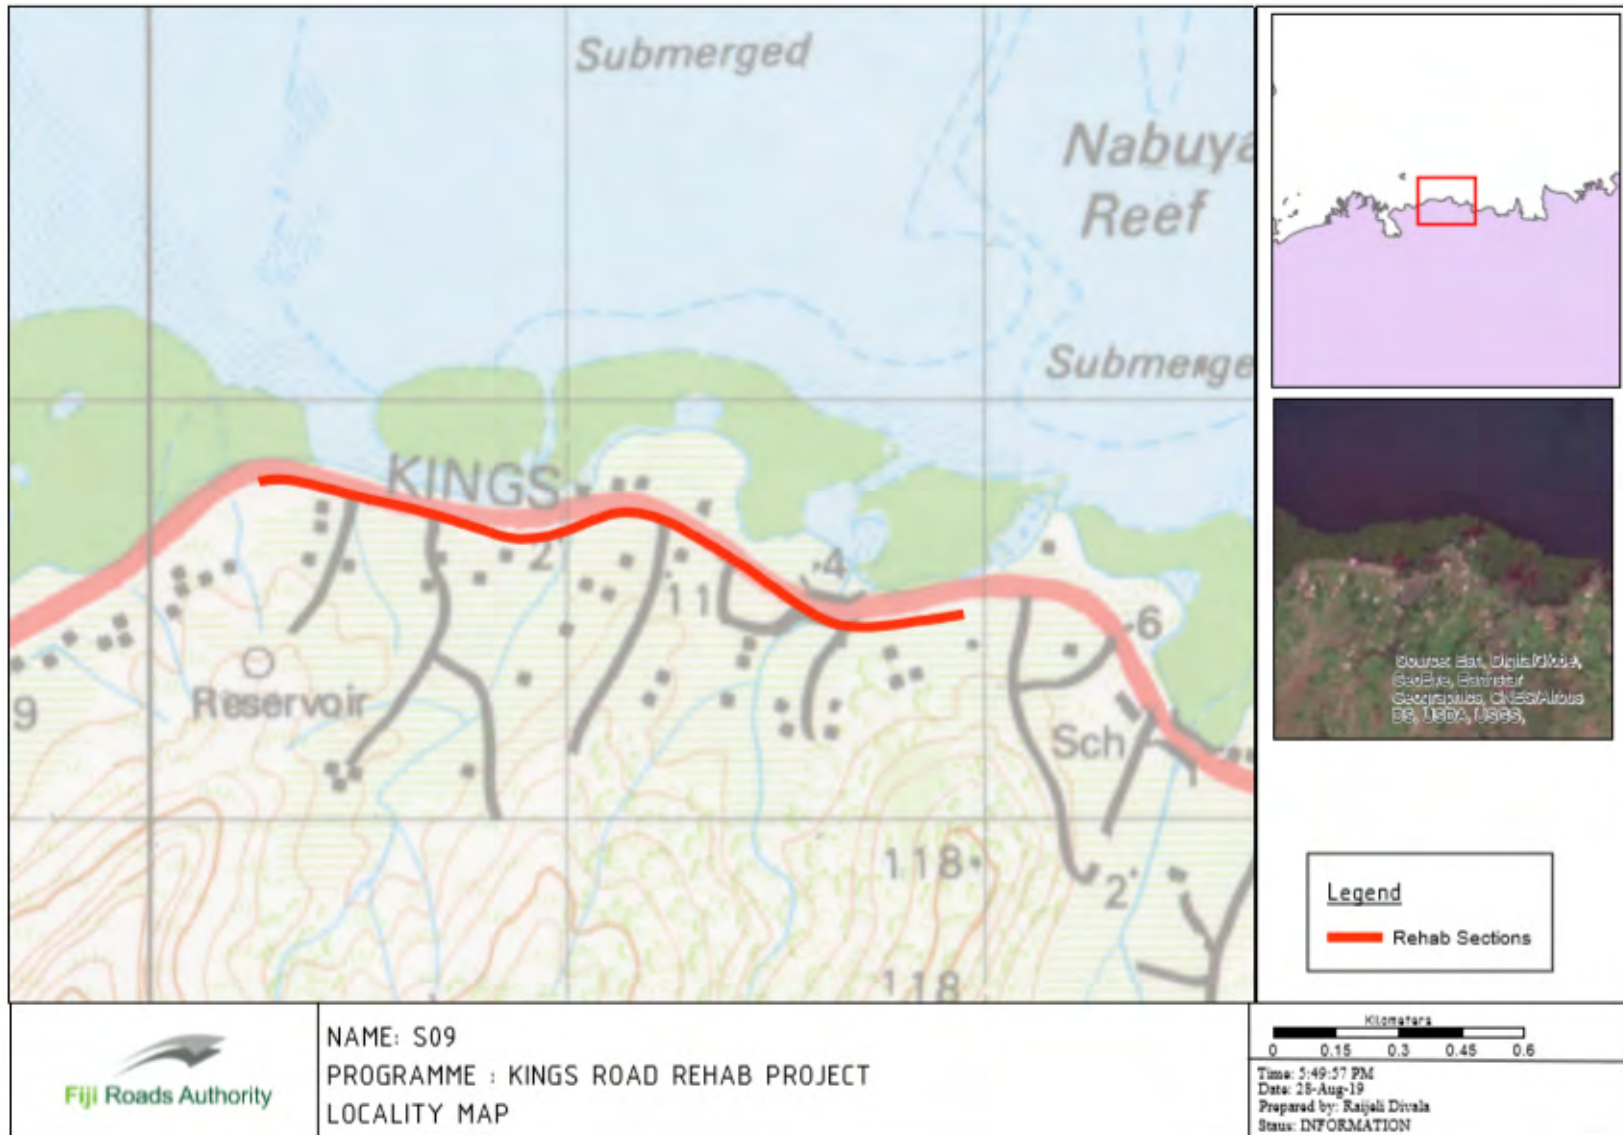 Submerged
Nabuya
Reef
Submerge
KINGS
2
4
11
6
9
Reservoir
Sch
118
2
118
Source: Esri, DigitalGlobe,
GeoEye, Earthstar
Geographics, CNES/Airbus
DS, USDA, USGS,
Legend
Rehab Sections
Fiji Roads Authority
NAME: S09
PROGRAMME : KINGS ROAD REHAB PROJECT
LOCALITY MAP
Kilometers
0 0.15 0.3 0.45 0.6
Time: 5:49:57 PM
Date: 28-Aug-19
Prepared by: Raijeli Divala
Staus: INFORMATION